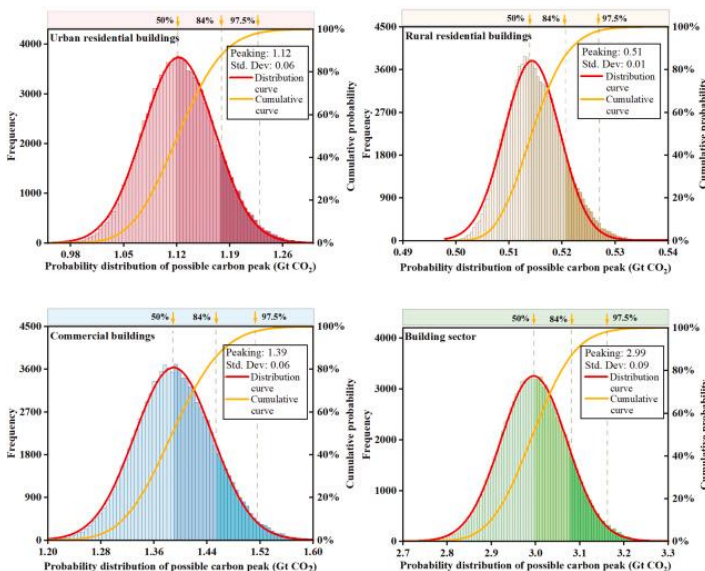 50% 84% 97.5%
Urban residential buildings
Peaking: 1.12
Std. Dev: 0.06
Distribution
curve
Cumulative
curve
Frequency
4000
3000
2000
1000
0
100%
80%
60%
40%
20%
0%
Cumulative probability
0.98 1.05 1.12 1.19 1.26
Probability distribution of possible carbon peak (Gt CO2)
50% 84% 97.5%
Rural residential buildings
Peaking: 0.51
Std. Dev: 0.01
Distribution
curve
Cumulative
curve
Frequency
4500
3600
2700
1800
900
0
100%
80%
60%
40%
20%
0%
Cumulative probability
0.49 0.50 0.51 0.52 0.53 0.54
Probability distribution of possible carbon peak (Gt CO2)
50% 84% 97.5%
Commercial buildings
Peaking: 1.39
Std. Dev: 0.06
Distribution
curve
Cumulative
curve
Frequency
4500
3600
2700
1800
900
0
100%
80%
60%
40%
20%
0%
Cumulative probability
1.20 1.28 1.36 1.44 1.52 1.60
Probability distribution of possible carbon peak (Gt CO2)
50% 84% 97.5%
Building sector
Peaking: 2.99
Std. Dev: 0.09
Distribution
curve
Cumulative
curve
Frequency
4000
3000
2000
1000
0
100%
80%
60%
40%
20%
0%
Cumulative probability
2.7 2.8 2.9 3.0 3.1 3.2 3.3
Probability distribution of possible carbon peak (Gt CO2)